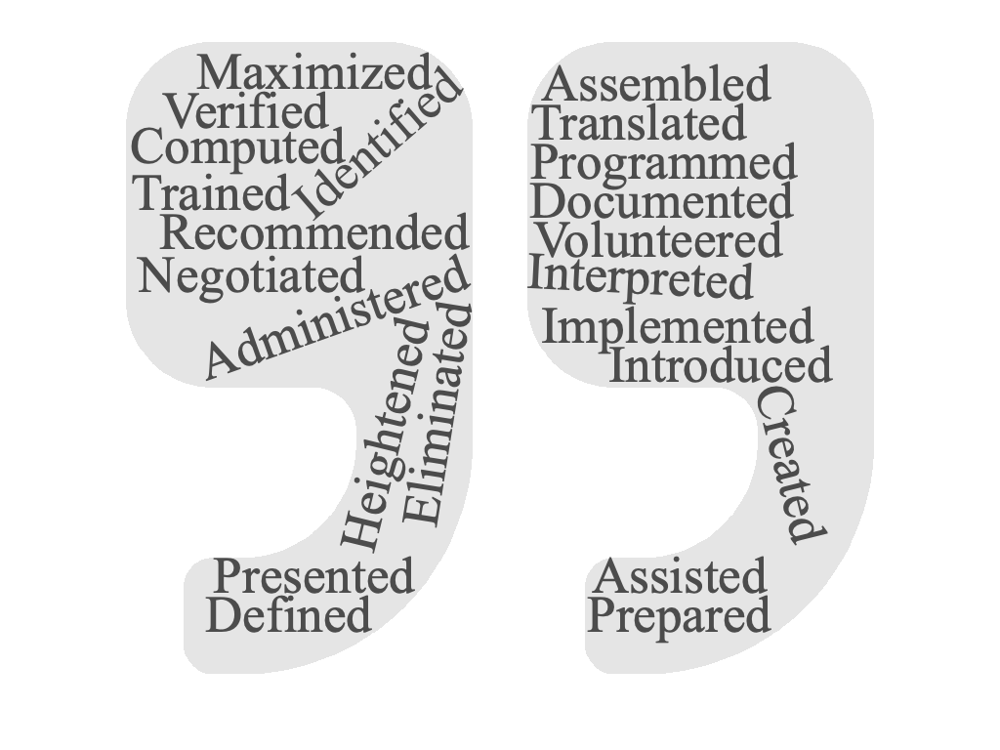 Maximized
Verified
Identified
Computed
Trained
Recommended
Negotiated
Administered
Heightened
Eliminated
Presented
Defined
Assembled
Translated
Programmed
Documented
Volunteered
Interpreted
Implemented
Introduced
Created
Assisted
Prepared